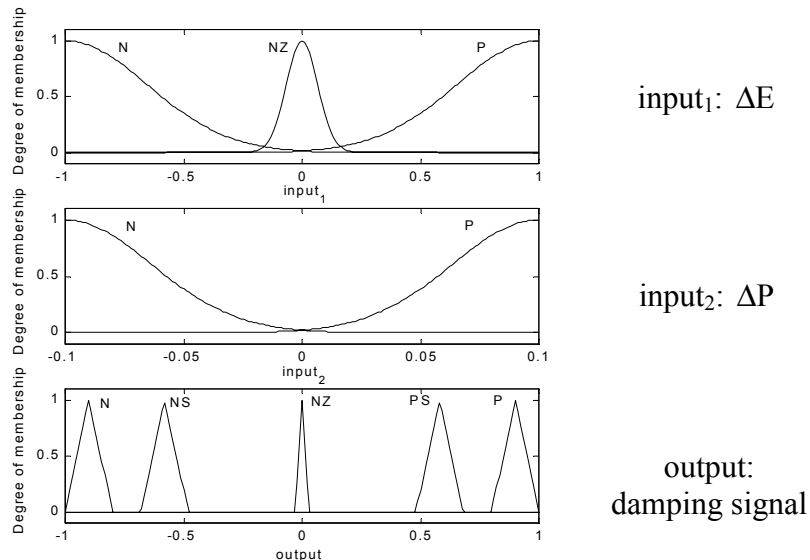 Degree of membership
1
0.5
0
N
NZ
P
-1
-0.5
0
0.5
1
input1
input1: ΔE
Degree of membership
1
0.5
0
N
P
-0.1
-0.05
0
0.05
0.1
input2
input2: ΔP
Degree of membership
1
0.5
0
N
NS
NZ
PS
P
-1
-0.5
0
0.5
1
output
output:
damping signal